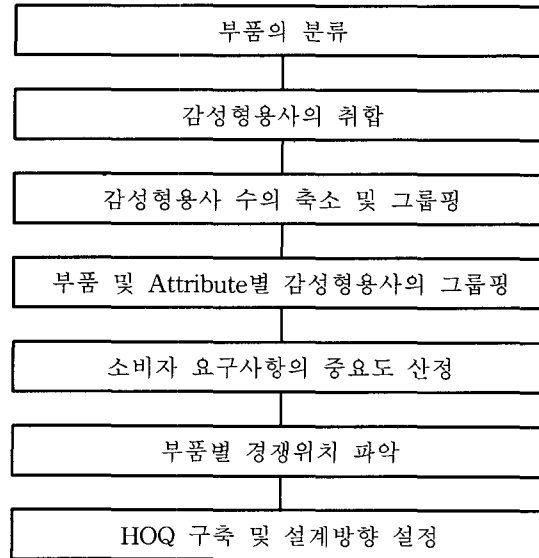 부품의 분류
감성형용사의 취합
감성형용사 수의 축소 및 그룹핑
부품 및 Attribute별 감성형용사의 그룹핑
소비자 요구사항의 중요도 산정
부품별 경쟁위치 파악
HOQ 구축 및 설계방향 설정